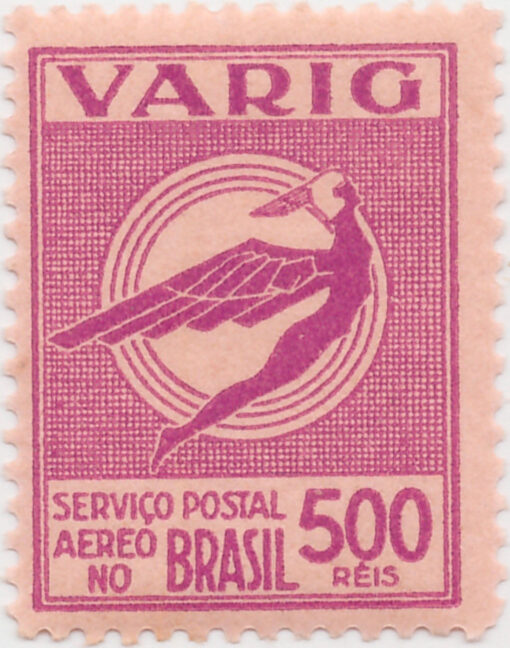 VARIG
SERVIÇO POSTAL
AEREO
NO BRASIL
500
RÉIS